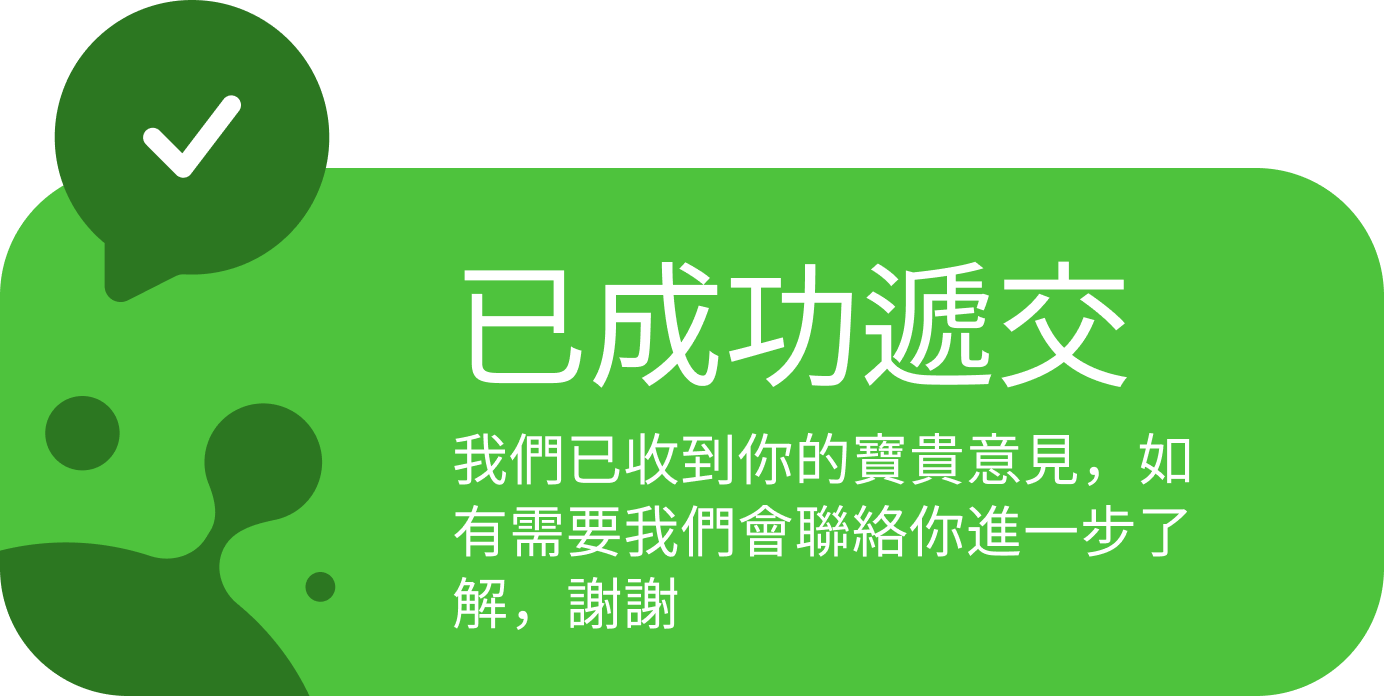 已成功遞交
我們已收到你的寶貴意見，如
有需要我們會聯絡你進一步了
解，謝謝